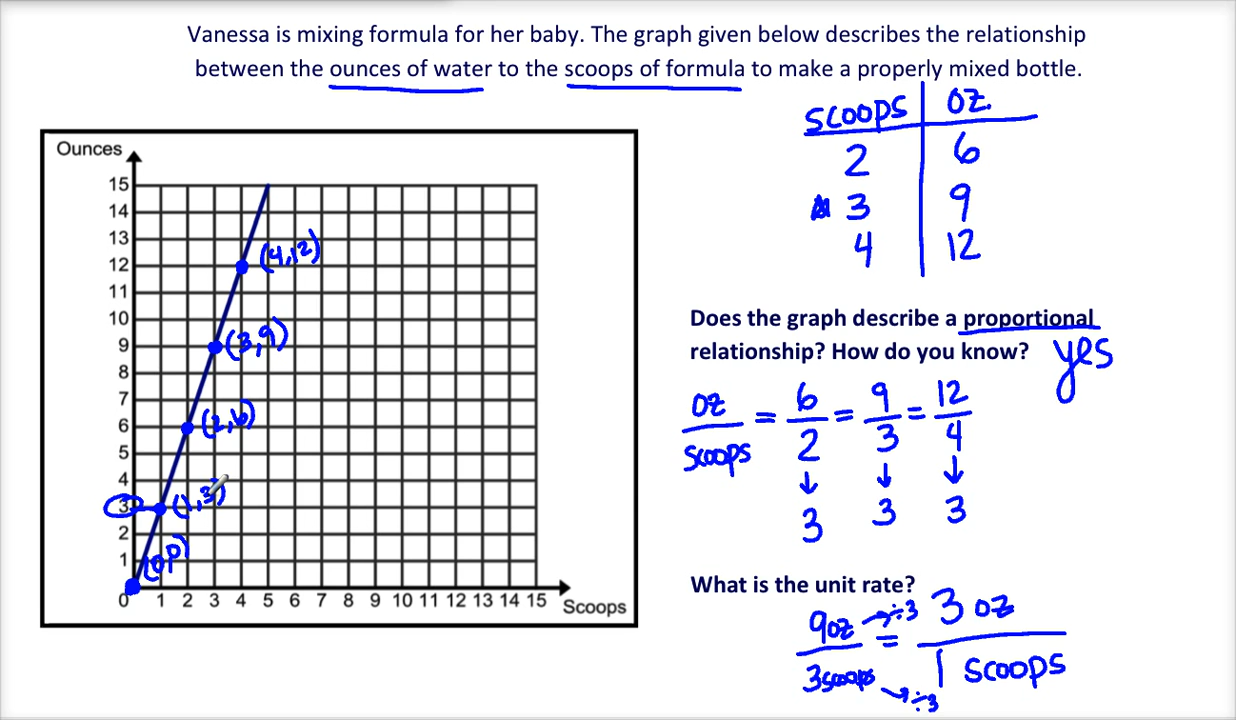 Vanessa is mixing formula for her baby. The graph given below describes the relationship
between the ounces of water to the scoops of formula to make a properly mixed bottle.
scoops oz.
2 6
3 9
4 12
Ounces
15
14
13
12
11
10
9
8
7
6
5
4
3
2
1
(4,12)
(3,9)
(2,6)
(1,3)
(0,0)
0 1 2 3 4 5 6 7 8 9 10 11 12 13 14 15
Scoops
Does the graph describe a proportional
relationship? How do you know? yes
oz/scoops = 6/2 = 9/3 = 12/4
↓ ↓ ↓
3 3 3
What is the unit rate?
9oz/3scoops = 3 oz/1 scoops
→ ÷3
→ ÷3